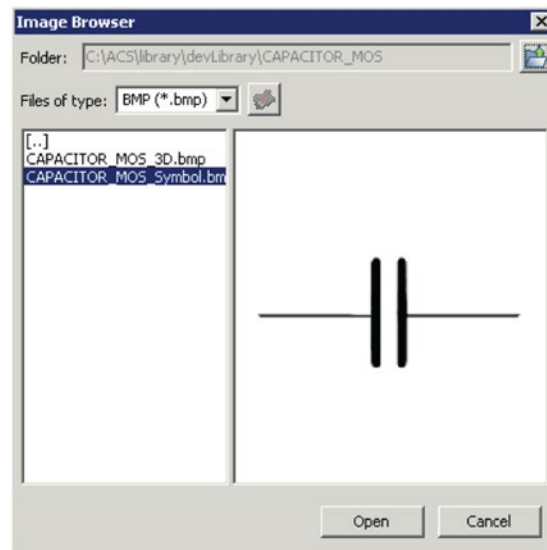 Image Browser
Folder: C:\ACS\library\devLibrary\CAPACITOR_MOS
Files of type: BMP (*.bmp)
[..]
CAPACITOR_MOS_3D.bmp
CAPACITOR_MOS_Symbol.bm
Open Cancel